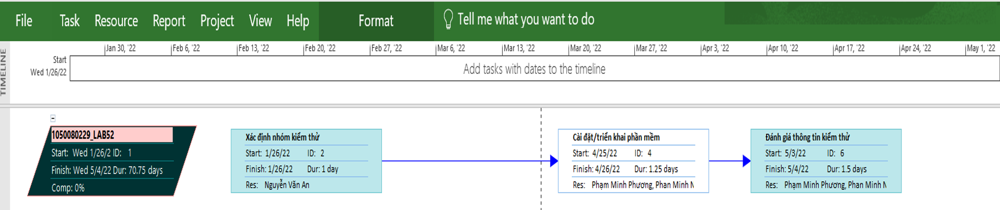 File Task Resource Report Project View Help Format Tell me what you want to do
Jan 30, '22 Feb 6, '22 Feb 13, '22 Feb 20, '22 Feb 27, '22 Mar 6, '22 Mar 13, '22 Mar 20, '22 Mar 27, '22 Apr 3, '22 Apr 10, '22 Apr 17, '22 Apr 24, '22 May 1, '22
TIMELINE
Start
Wed 1/26/22
Add tasks with dates to the timeline
1050080229_LAB52
Start: Wed 1/26/2 ID: 1
Finish: Wed 5/4/22 Dur: 70.75 days
Comp: 0%
Xác định nhóm kiểm thử
Start: 1/26/22 ID: 2
Finish: 1/26/22 Dur: 1 day
Res: Nguyễn Văn An
Cài đặt/triển khai phần mềm
Start: 4/25/22 ID: 4
Finish: 4/26/22 Dur: 1.25 days
Res: Phạm Minh Phương, Phan Minh N
Đánh giá thông tin kiểm thử
Start: 5/3/22 ID: 6
Finish: 5/4/22 Dur: 1.5 days
Res: Phạm Minh Phương, Phan Minh N